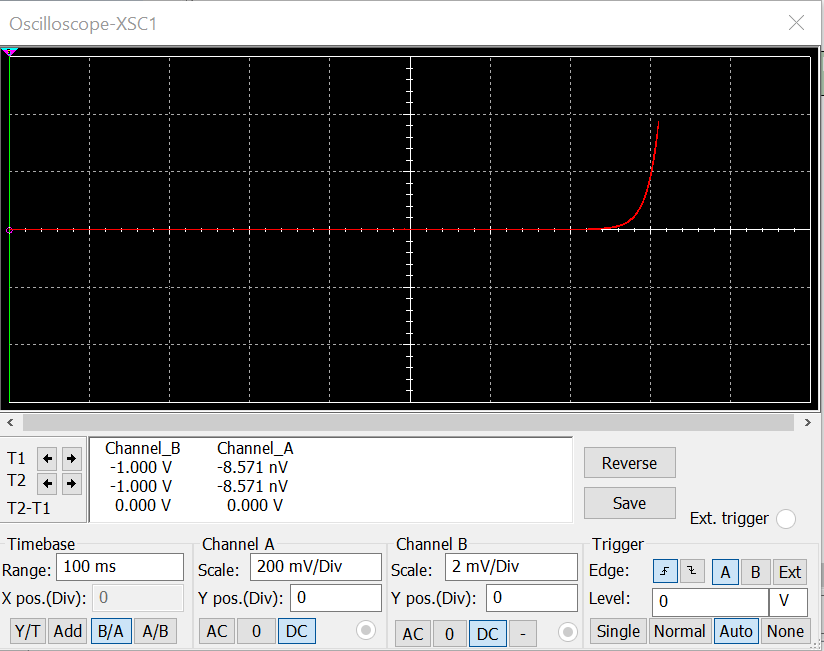 Oscilloscope-XSC1
Channel_B Channel_A
T1 -1.000 V -8.571 nV
T2 -1.000 V -8.571 nV
T2-T1 0.000 V 0.000 V
Reverse
Save
Ext. trigger
Timebase Channel A Channel B Trigger
Range: 100 ms Scale: 200 mV/Div Scale: 2 mV/Div Edge: A B Ext
X pos.(Div): 0 Y pos.(Div): 0 Y pos.(Div): 0 Level: 0 V
Y/T Add B/A A/B AC 0 DC AC 0 DC - Single Normal Auto None